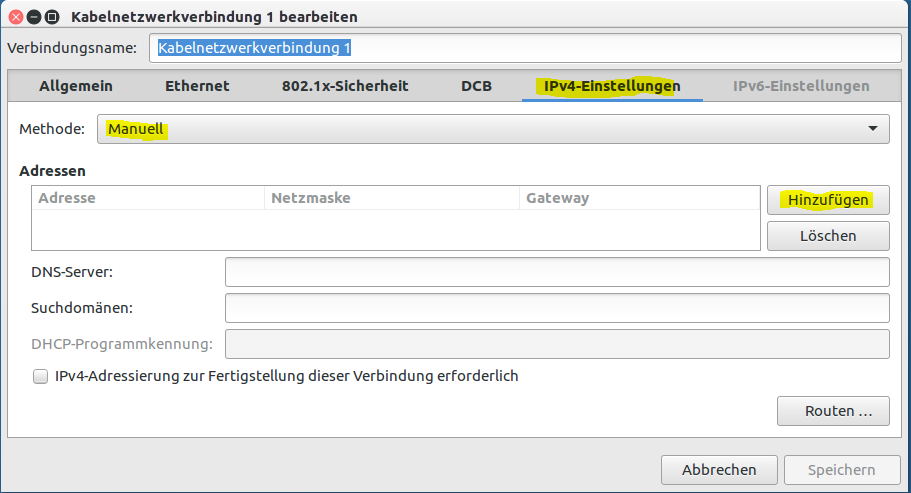 Kabelnetzwerkverbindung 1 bearbeiten
Verbindungsname: Kabelnetzwerkverbindung 1
Allgemein Ethernet 802.1x-Sicherheit DCB IPv4-Einstellungen IPv6-Einstellungen
Methode: Manuell
Adressen
Adresse Netzmaske Gateway Hinzufügen
Löschen
DNS-Server:
Suchdomänen:
DHCP-Programmkennung:
IPv4-Adressierung zur Fertigstellung dieser Verbindung erforderlich
Routen ...
Abbrechen Speichern